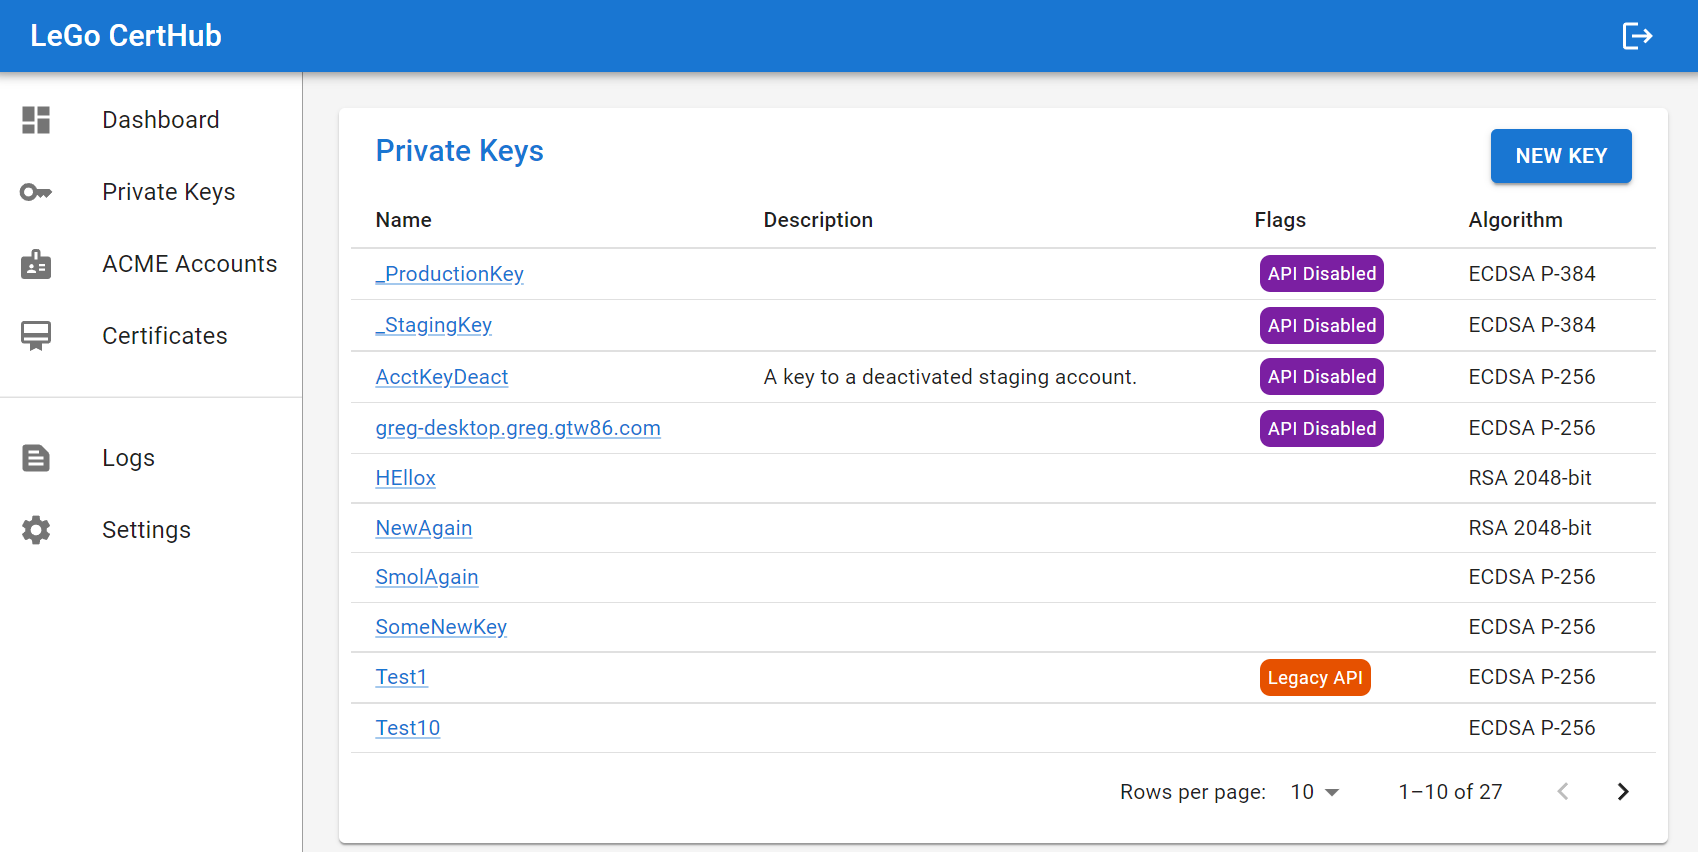 LeGo CertHub
Dashboard
Private Keys
ACME Accounts
Certificates
Logs
Settings
Private Keys
NEW KEY
Name Description Flags Algorithm
_ProductionKey API Disabled ECDSA P-384
_StagingKey API Disabled ECDSA P-384
AcctKeyDeact A key to a deactivated staging account. API Disabled ECDSA P-256
greg-desktop.greg.gtw86.com API Disabled ECDSA P-256
HEllox RSA 2048-bit
NewAgain RSA 2048-bit
SmolAgain ECDSA P-256
SomeNewKey ECDSA P-256
Test1 Legacy API ECDSA P-256
Test10 ECDSA P-256
Rows per page: 10 1–10 of 27